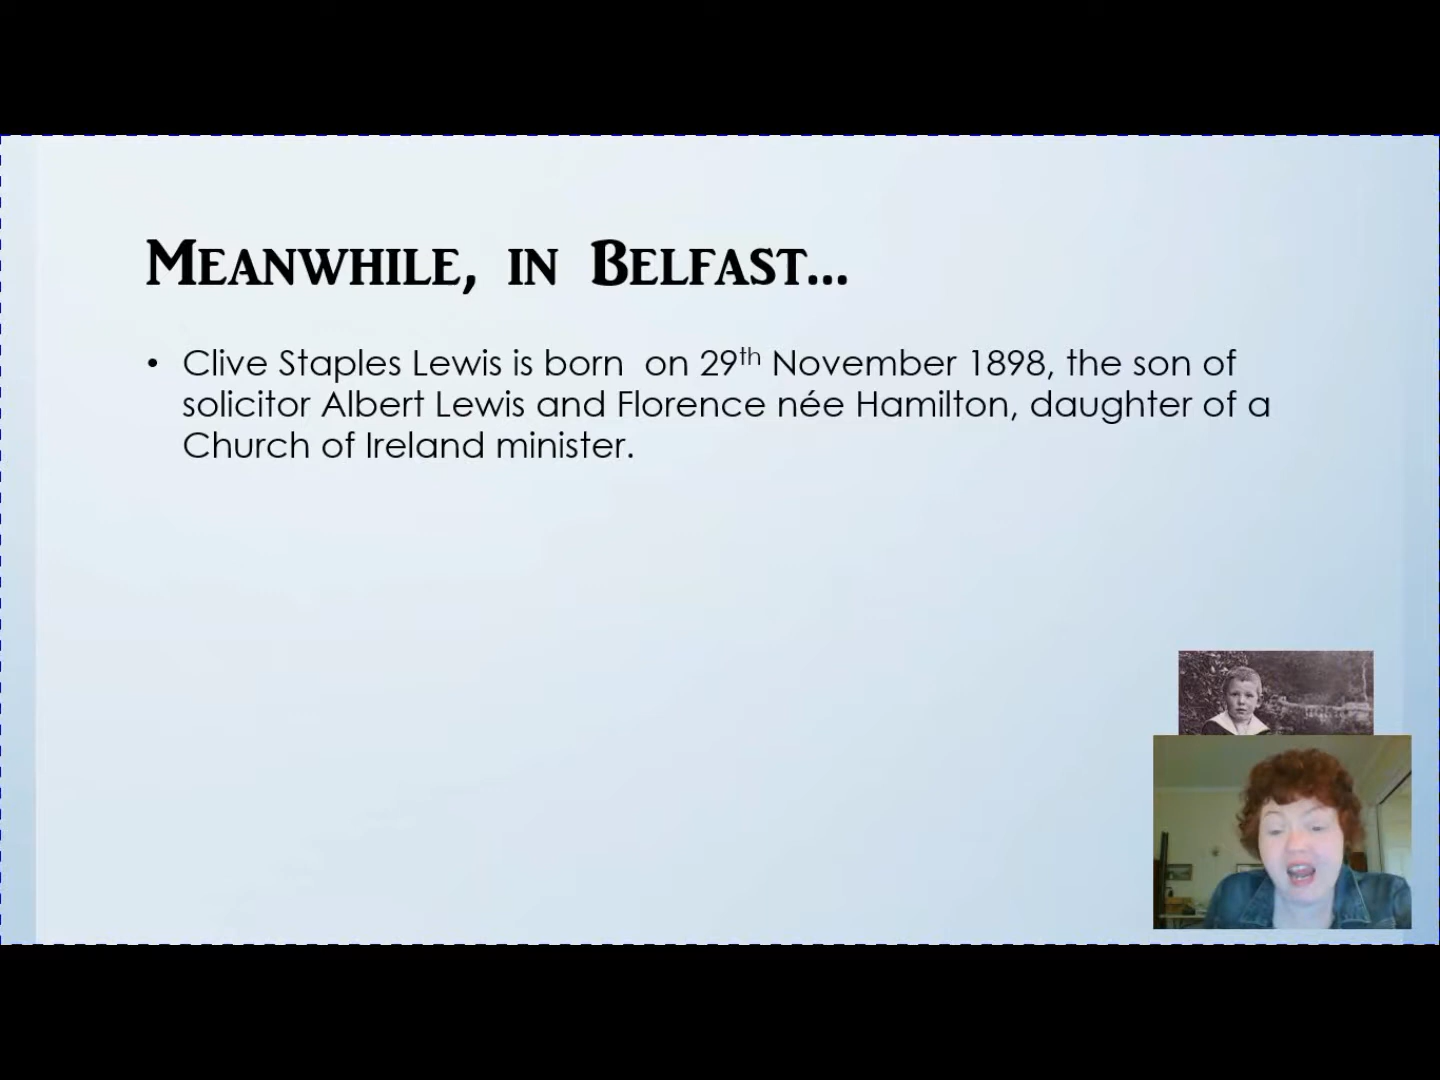 Meanwhile, in Belfast...
• Clive Staples Lewis is born on 29th November 1898, the son of
solicitor Albert Lewis and Florence née Hamilton, daughter of a
Church of Ireland minister.